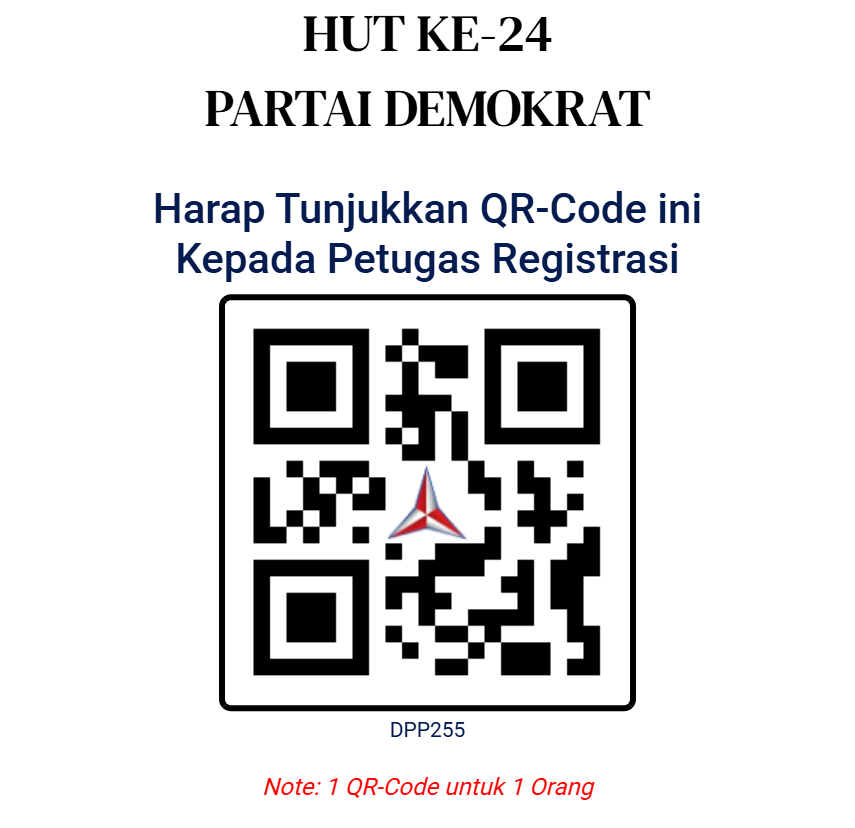 HUT KE-24
PARTAI DEMOKRAT
Harap Tunjukkan QR-Code ini
Kepada Petugas Registrasi
DPP255
Note: 1 QR-Code untuk 1 Orang